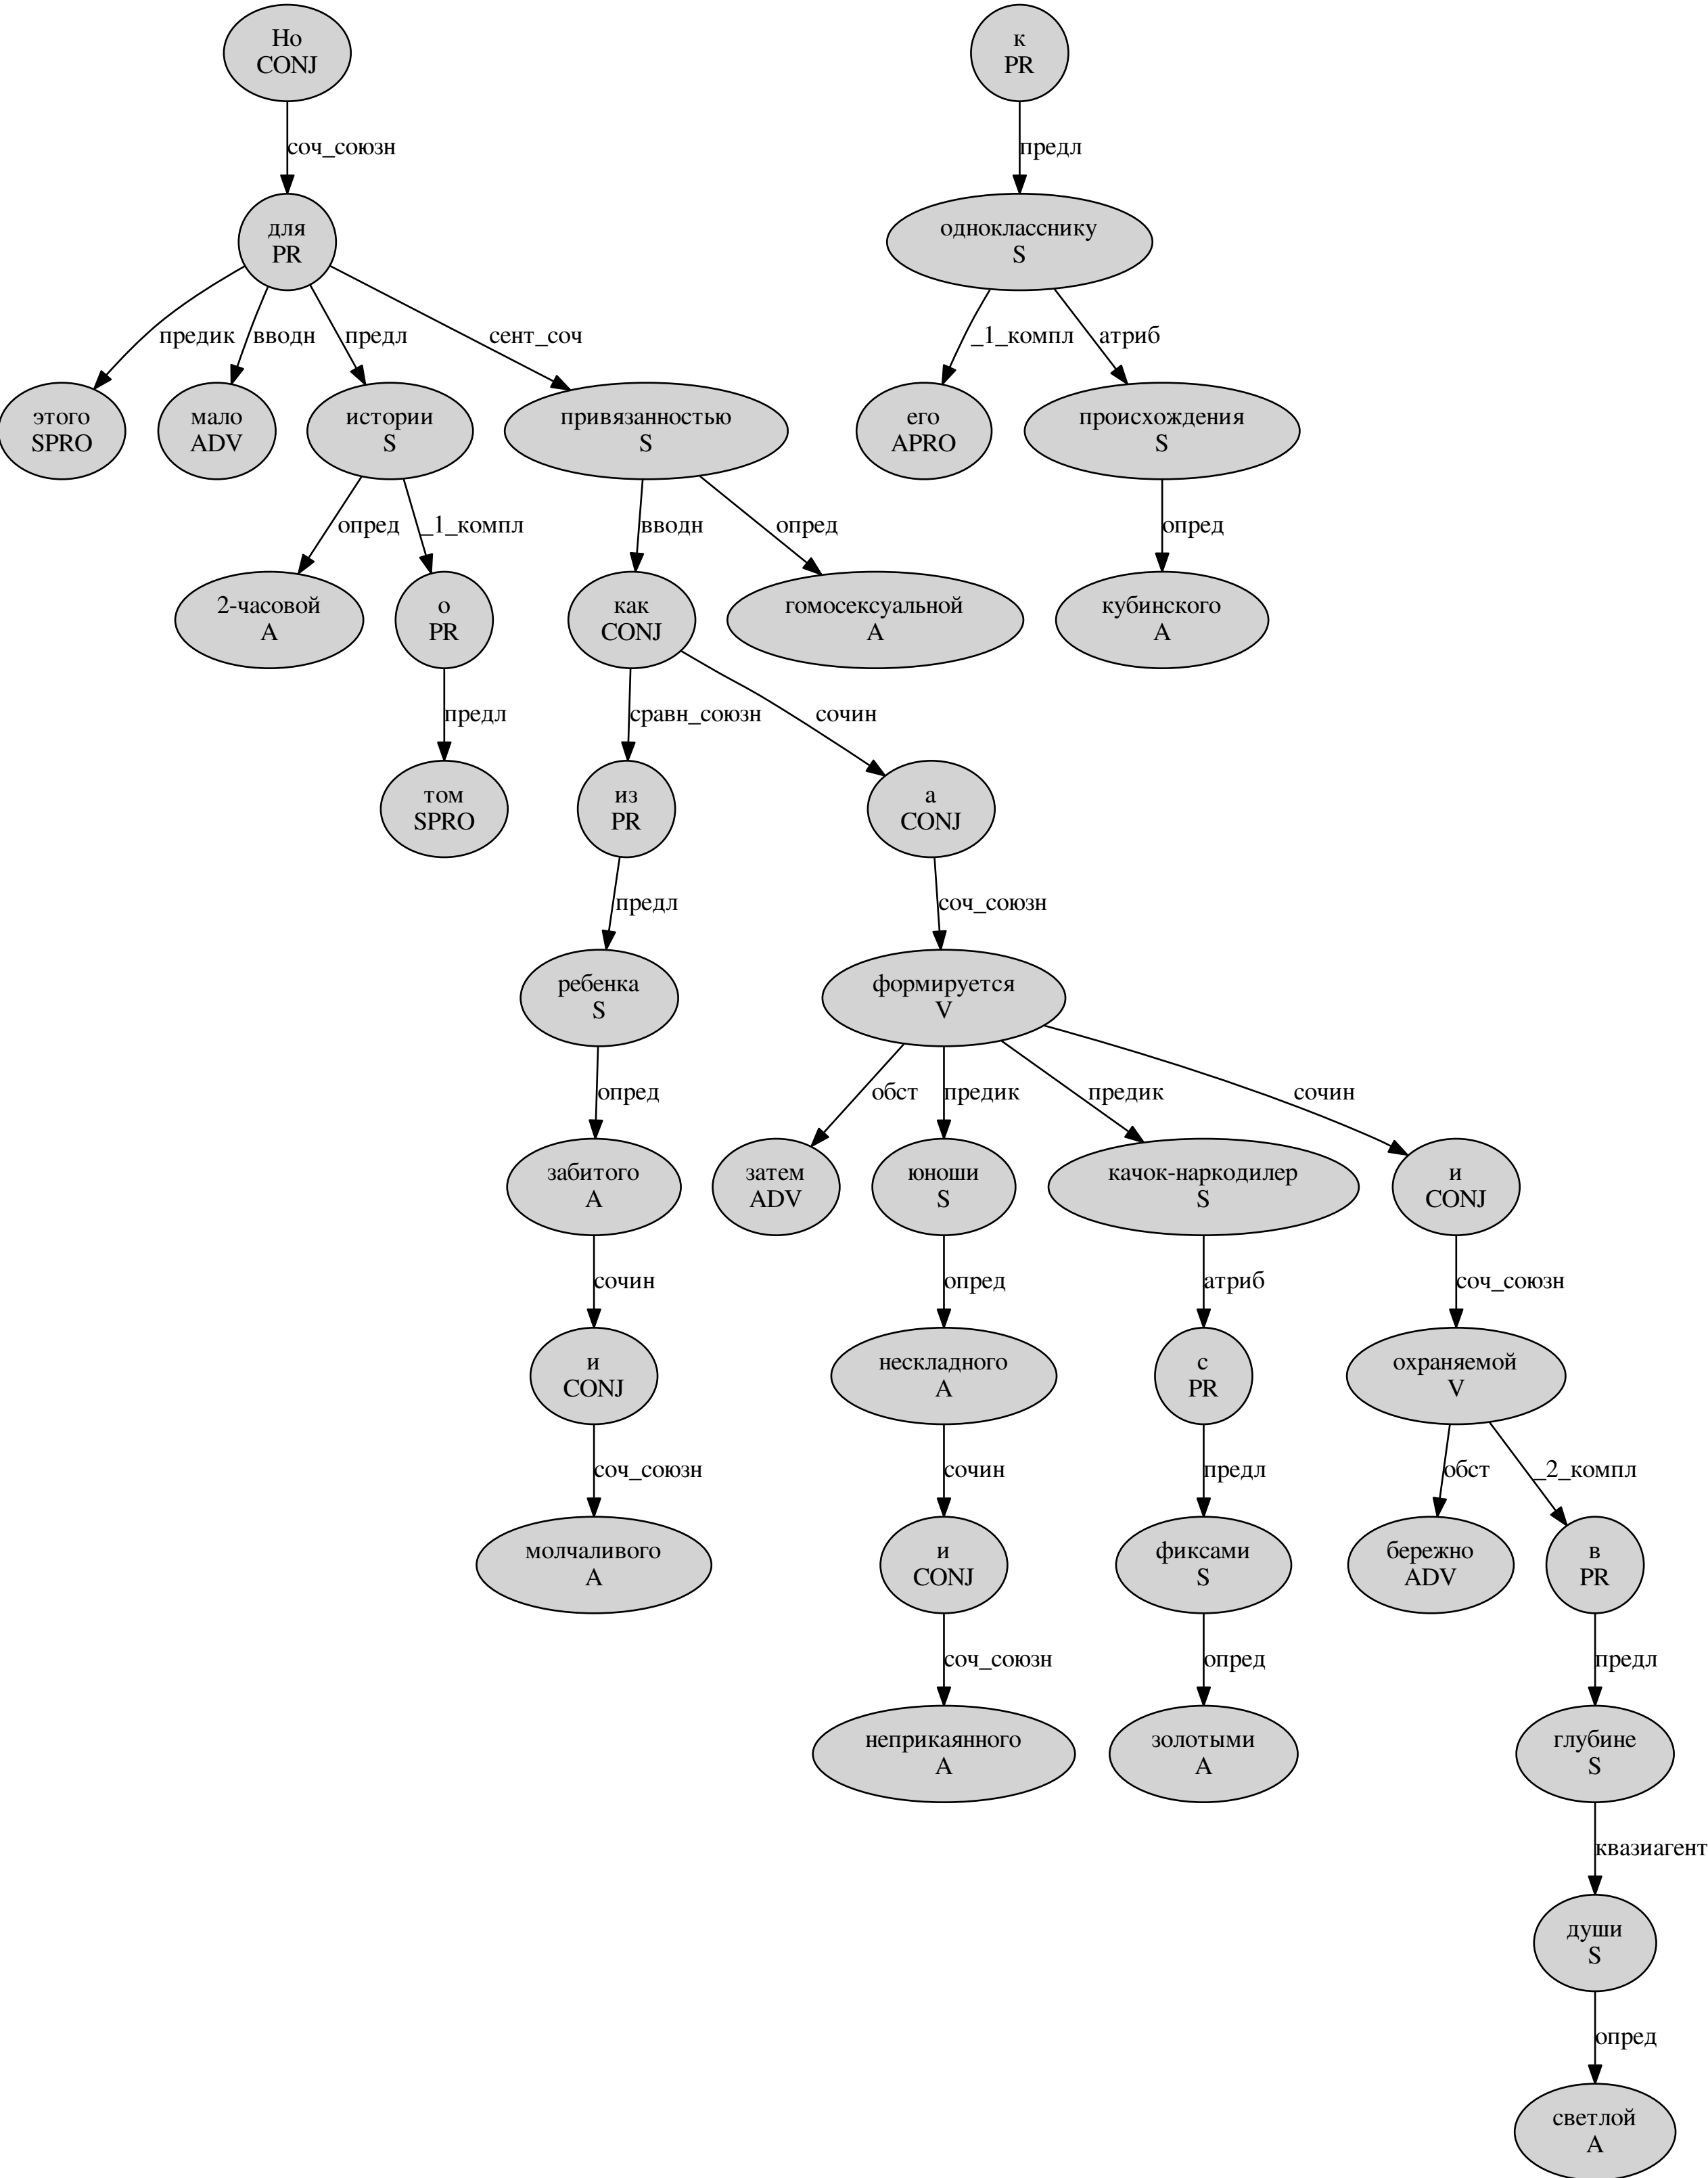 Но
CONJ
к
PR
соч_союзн
предл
для
PR
однокласснику
S
предик
вводн
предл
сент_соч
_1_компл
атриб
этого
SPRO
мало
ADV
истории
S
привязанностью
S
его
APRO
происхождения
S
опред
_1_компл
вводн
опред
опред
2-часовой
A
о
PR
как
CONJ
гомосексуальной
A
кубинского
A
предл
сравн_союзн
сочин
том
SPRO
из
PR
а
CONJ
предл
соч_союзн
ребенка
S
формируется
V
опред
обст
предик
предик
сочин
забитого
A
затем
ADV
юноши
S
качок-наркодилер
S
и
CONJ
сочин
опред
атриб
соч_союзн
и
CONJ
нескладного
A
с
PR
охраняемой
V
соч_союзн
сочин
предл
обст
_2_компл
молчаливого
A
и
CONJ
фиксами
S
бережно
ADV
в
PR
соч_союзн
опред
предл
неприкаянного
A
золотыми
A
глубине
S
квазиагент
души
S
опред
светлой
A